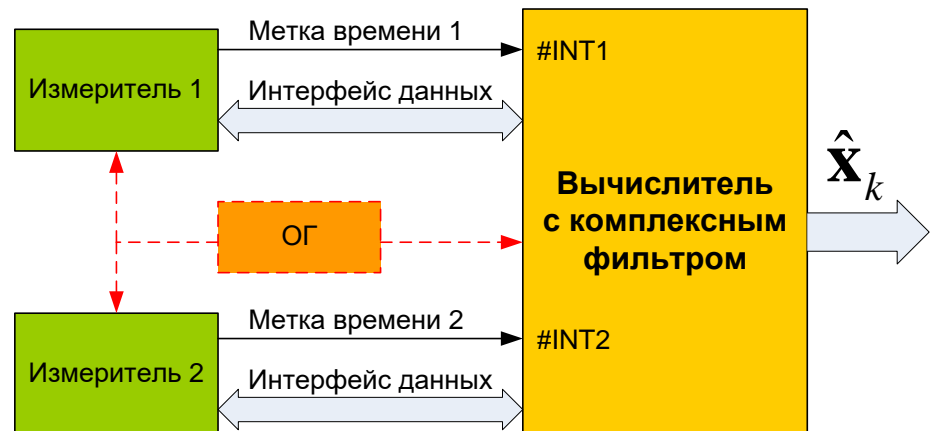 Измеритель 1
Метка времени 1
Интерфейс данных
#INT1
ОГ
Вычислитель
с комплексным
фильтром
x̂ₖ
Измеритель 2
Метка времени 2
Интерфейс данных
#INT2